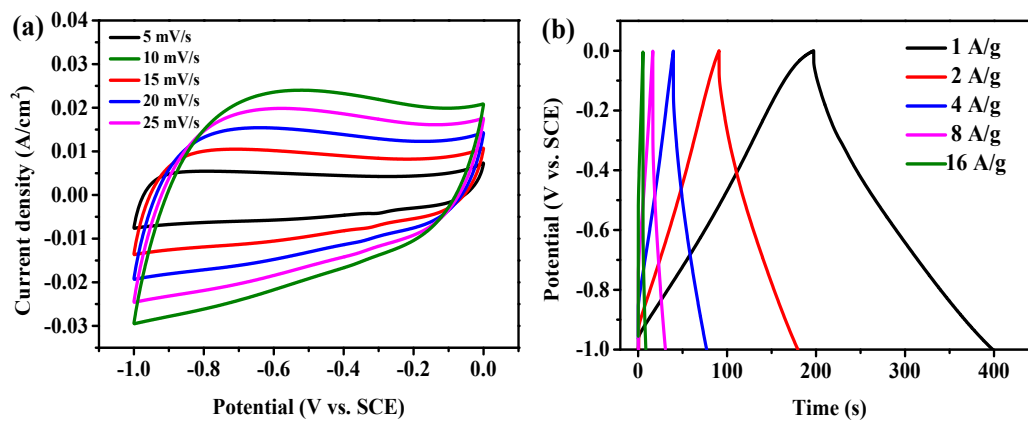 (a)
5 mV/s
10 mV/s
15 mV/s
20 mV/s
25 mV/s
0.04
0.03
0.02
0.01
0.00
-0.01
-0.02
-0.03
Current density (A/cm²)
-1.0 -0.8 -0.6 -0.4 -0.2 0.0
Potential (V vs. SCE)
(b)
1 A/g
2 A/g
4 A/g
8 A/g
16 A/g
0.0
-0.2
-0.4
-0.6
-0.8
-1.0
Potential (V vs. SCE)
0 100 200 300 400
Time (s)